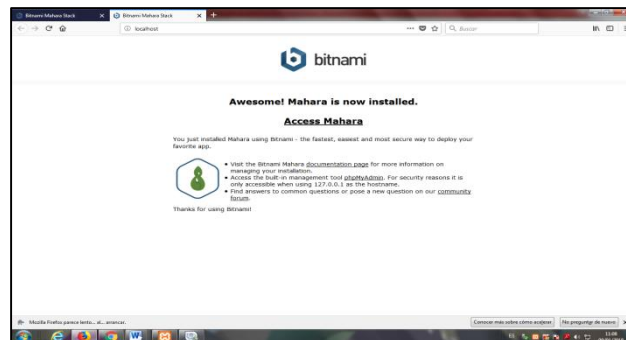 Bitnami Mahara Stack
Bitnami Mahara Stack
localhost
Buscar
bitnami
Awesome! Mahara is now installed.
Access Mahara
You just installed Mahara using Bitnami - the fastest, easiest and most secure way to deploy your
favorite app.
Visit the Bitnami Mahara documentation page for more information on
managing your installation.
Access the built-in management tool phpMyAdmin. For security reasons it is
only accessible when using 127.0.0.1 as the hostname.
Find answers to common questions or pose a new question on our community
forum.
Thanks for using Bitnami!
Mozilla Firefox parece lento... al... arrancar.
Conocer más sobre cómo acelerar
No preguntar de nuevo
ES
11:06